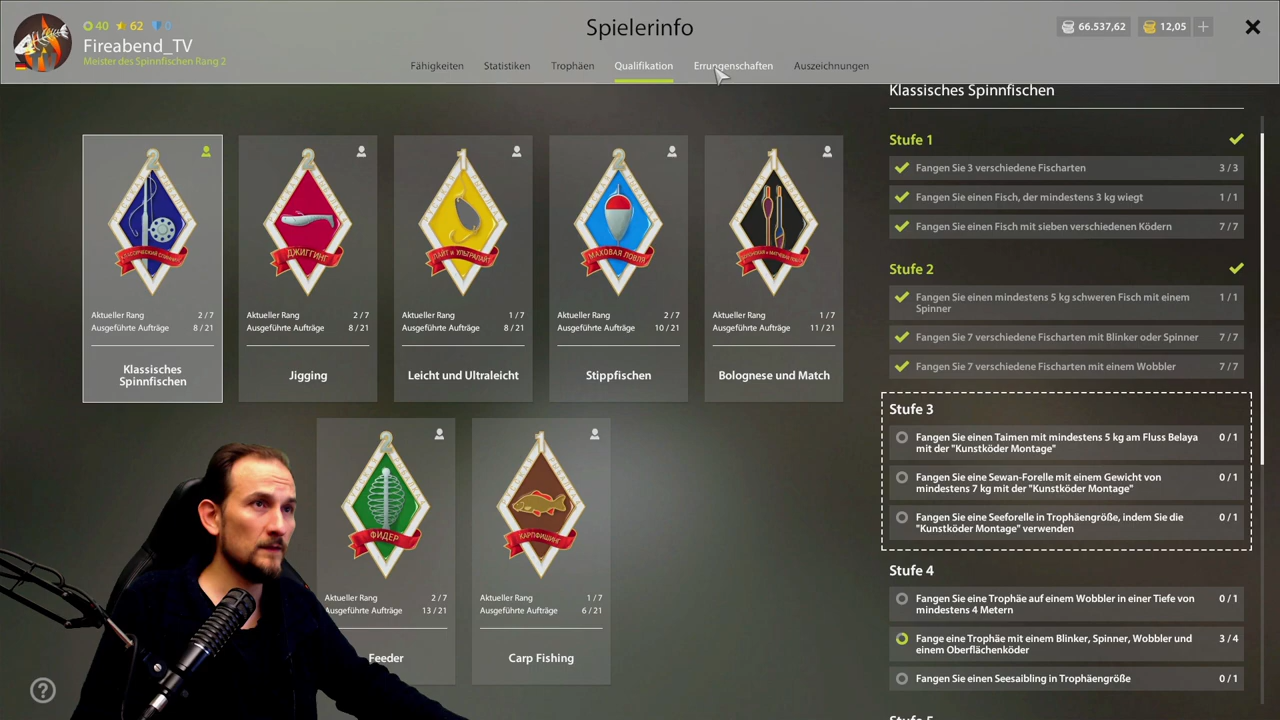 Spielerinfo
40 62 0
Fireabend_TV
Meister des Spinnfischen Rang 2
66.537,62
12,05
Fähigkeiten Statistiken Trophäen Qualifikation Errungenschaften Auszeichnungen
Klassisches Spinnfischen
Stufe 1
Fangen Sie 3 verschiedene Fischarten 3 / 3
Fangen Sie einen Fisch, der mindestens 3 kg wiegt 1 / 1
Fangen Sie einen Fisch mit sieben verschiedenen Ködern 7 / 7
Stufe 2
Fangen Sie einen mindestens 5 kg schweren Fisch mit einem 1 / 1
Spinner
Fangen Sie 7 verschiedene Fischarten mit Blinker oder Spinner 7 / 7
Fangen Sie 7 verschiedene Fischarten mit einem Wobbler 7 / 7
Stufe 3
Fangen Sie einen Taimen mit mindestens 5 kg am Fluss Belaya 0 / 1
mit der "Kunstköder Montage"
Fangen Sie eine Sewan-Forelle mit einem Gewicht von 0 / 1
mindestens 7 kg mit der "Kunstköder Montage"
Fangen Sie eine Seeforelle in Trophäengröße, indem Sie die 0 / 1
"Kunstköder Montage" verwenden
Stufe 4
Fangen Sie eine Trophäe auf einem Wobbler in einer Tiefe von 0 / 1
mindestens 4 Metern
Fange eine Trophäe mit einem Blinker, Spinner, Wobbler und 3 / 4
einem Oberflächenköder
Fangen Sie einen Seesaibling in Trophäengröße 0 / 1
2
КЛАССИЧЕСКИЙ СПИННИНГ
Aktueller Rang 2 / 7
Ausgeführte Aufträge 8 / 21
Klassisches
Spinnfischen
2
ДЖИГГИНГ
Aktueller Rang 2 / 7
Ausgeführte Aufträge 8 / 21
Jigging
1
ЛАЙТ и УЛЬТРАЛАЙТ
Aktueller Rang 1 / 7
Ausgeführte Aufträge 8 / 21
Leicht und Ultraleicht
2
МАХОВАЯ ЛОВЛЯ
Aktueller Rang 2 / 7
Ausgeführte Aufträge 10 / 21
Stippfischen
1
Aktueller Rang 1 / 7
Ausgeführte Aufträge 11 / 21
Bolognese und Match
2
ФИДЕР
Aktueller Rang 2 / 7
Ausgeführte Aufträge 13 / 21
Feeder
1
КАРПФИШИНГ
Aktueller Rang 1 / 7
Ausgeführte Aufträge 6 / 21
Carp Fishing
?